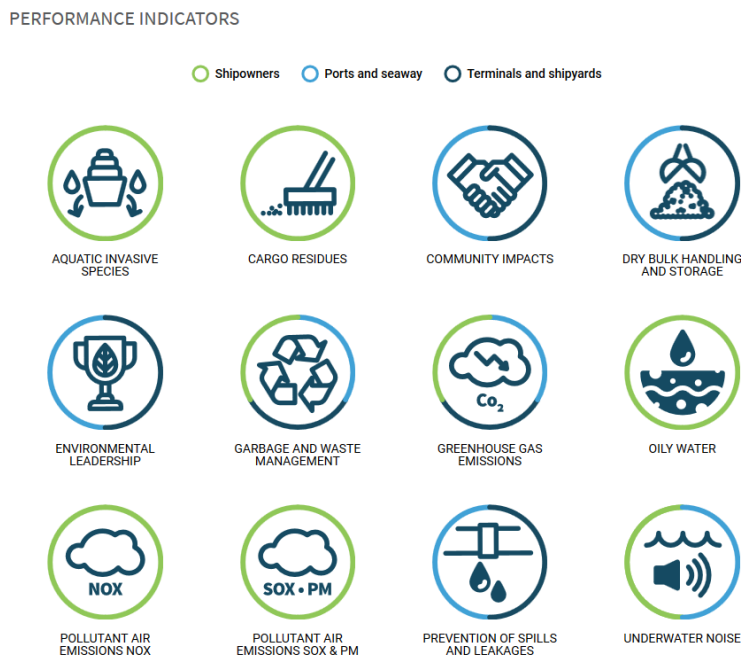 PERFORMANCE INDICATORS
Shipowners Ports and seaway Terminals and shipyards
AQUATIC INVASIVE
SPECIES
CARGO RESIDUES
COMMUNITY IMPACTS
DRY BULK HANDLING
AND STORAGE
ENVIRONMENTAL
LEADERSHIP
GARBAGE AND WASTE
MANAGEMENT
Co2
GREENHOUSE GAS
EMISSIONS
OILY WATER
NOX
POLLUTANT AIR
EMISSIONS NOX
SOX • PM
POLLUTANT AIR
EMISSIONS SOX & PM
PREVENTION OF SPILLS
AND LEAKAGES
UNDERWATER NOISE